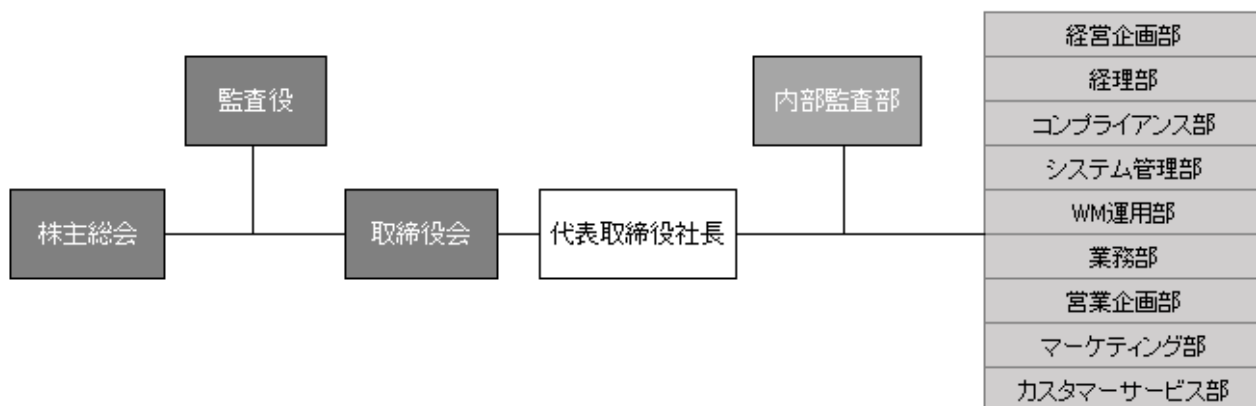 株主総会
監査役
取締役会
代表取締役社長
内部監査部
経営企画部
経理部
コンプライアンス部
システム管理部
WM運用部
業務部
営業企画部
マーケティング部
カスタマーサービス部